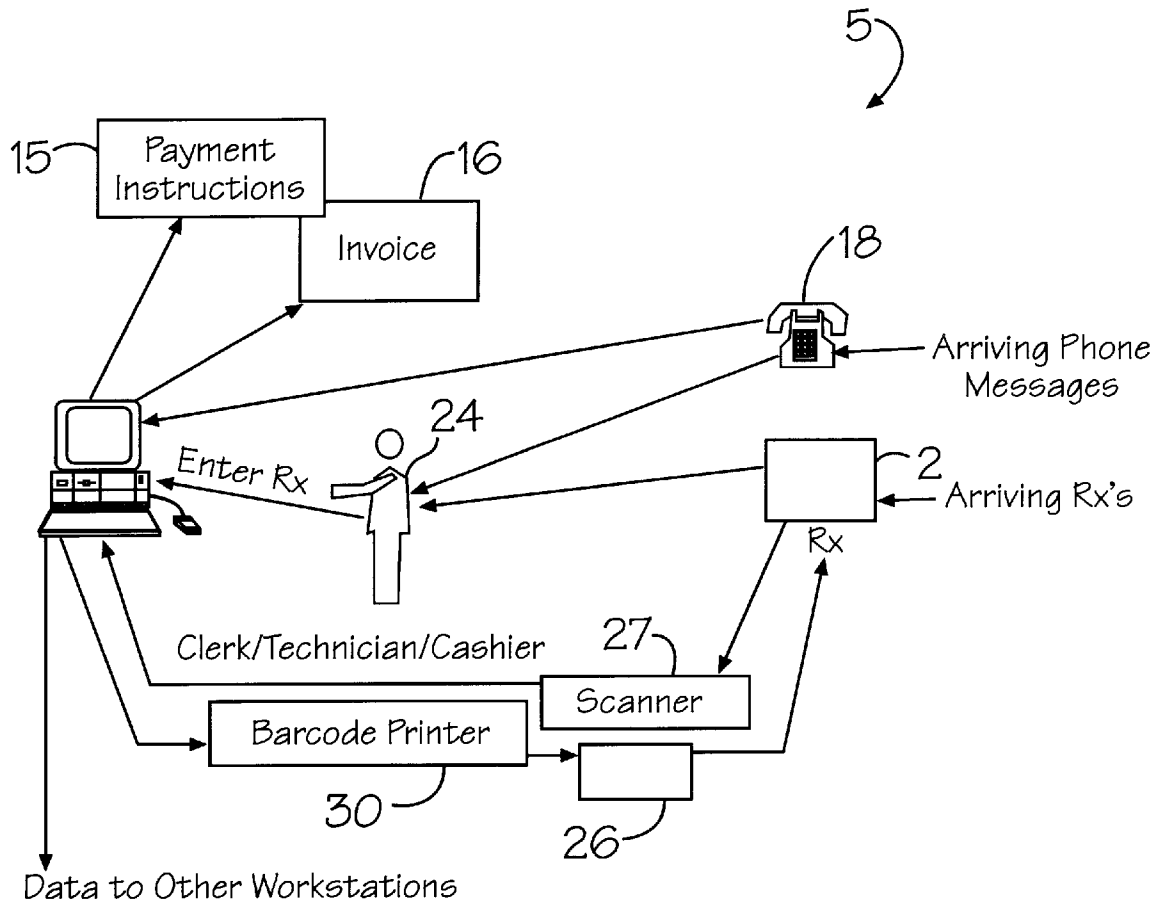 5
15
Payment
Instructions
16
Invoice
18
Arriving Phone
Messages
24
Enter Rx
2
Arriving Rx's
Rx
Clerk/Technician/Cashier
27
Scanner
Barcode Printer
30
26
Data to Other Workstations